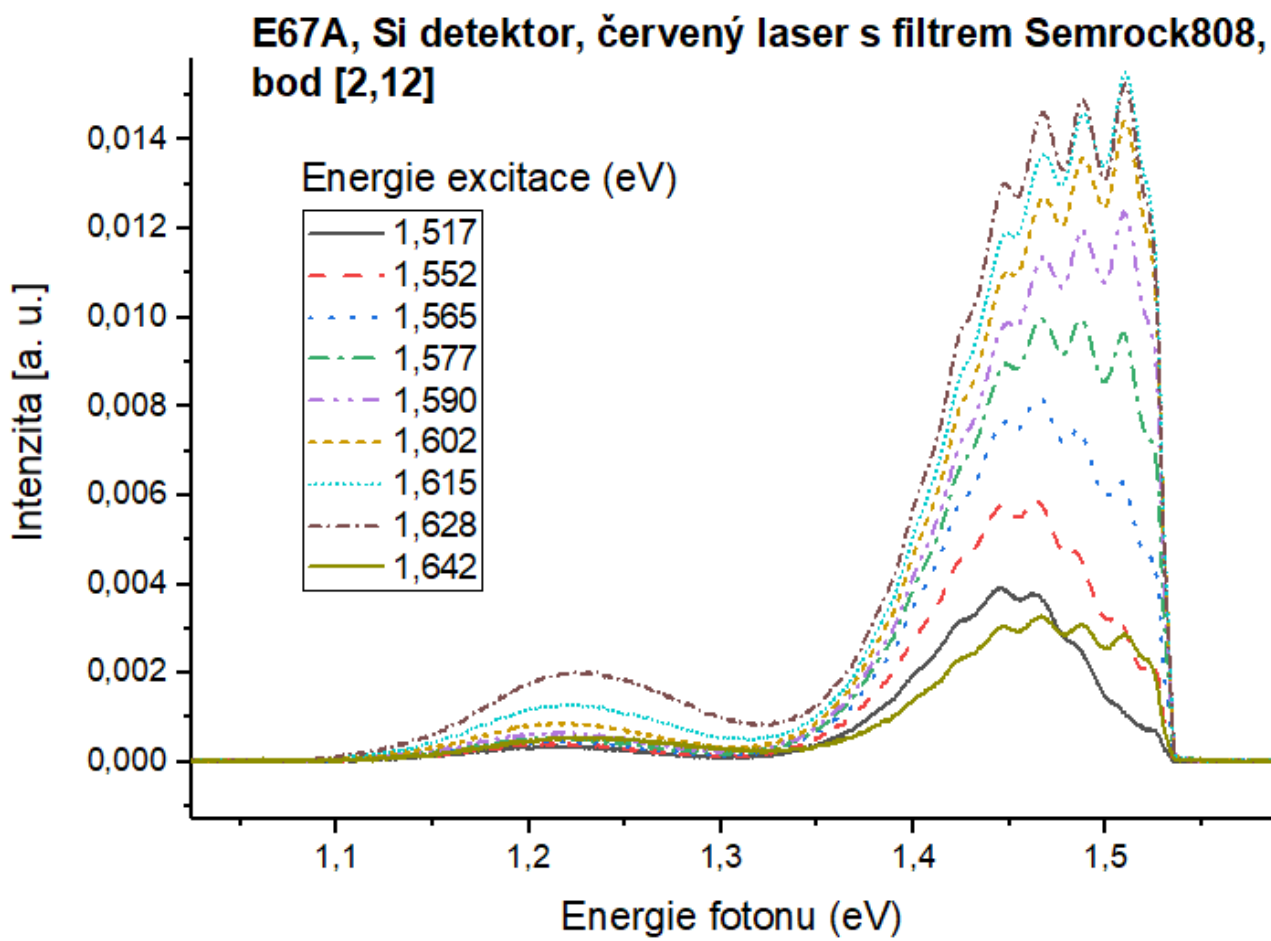 E67A, Si detektor, červený laser s filtrem Semrock808,
bod [2,12]
Energie excitace (eV)
1,517
1,552
1,565
1,577
1,590
1,602
1,615
1,628
1,642
Intenzita [a. u.]
0,014
0,012
0,010
0,008
0,006
0,004
0,002
0,000
1,1 1,2 1,3 1,4 1,5
Energie fotonu (eV)